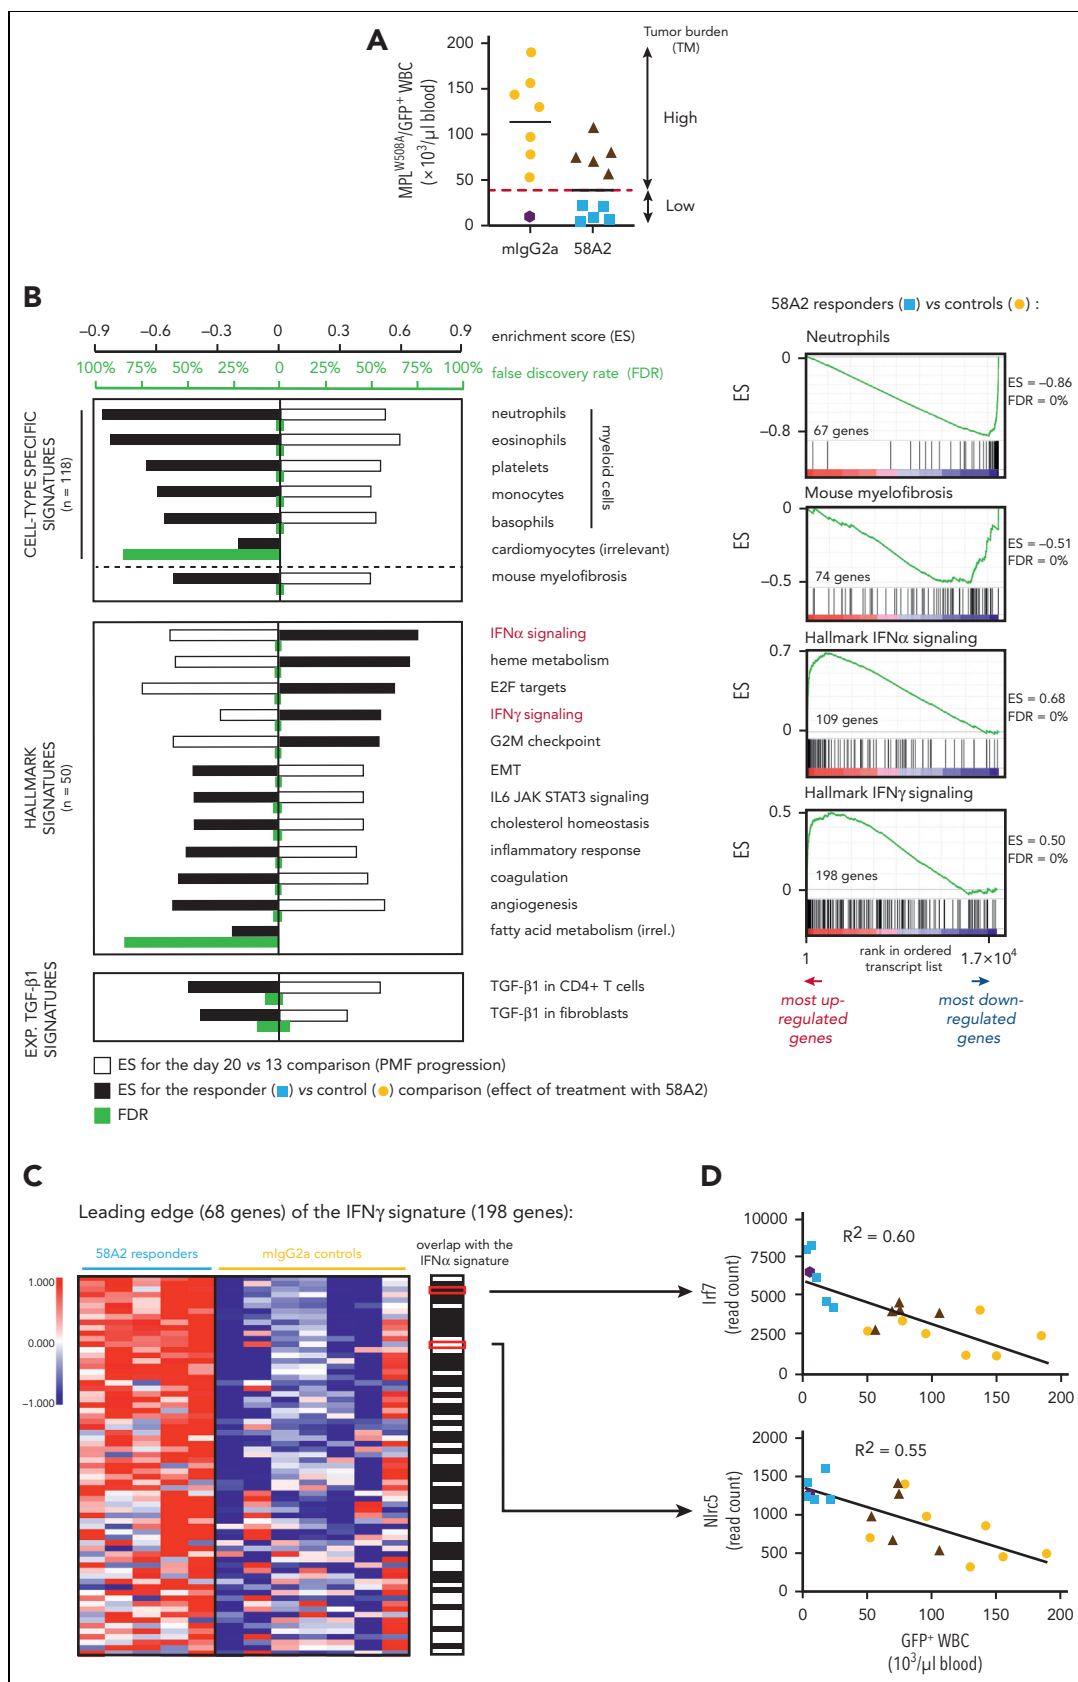 A
Tumor burden
(TM)
MPL^W508A/GFP+ WBC
(×10³/µl blood)
200
150
100
50
0
High
Low
mIgG2a
58A2
B
−0.9 −0.6 −0.3 0 0.3 0.6 0.9
enrichment score (ES)
100% 75% 50% 25% 0 25% 50% 75% 100%
false discovery rate (FDR)
CELL-TYPE SPECIFIC
SIGNATURES
(n = 118)
neutrophils
eosinophils
platelets
monocytes
basophils
myeloid cells
cardiomyocytes (irrelevant)
mouse myelofibrosis
HALLMARK
SIGNATURES
(n = 50)
IFNα signaling
heme metabolism
E2F targets
IFNγ signaling
G2M checkpoint
EMT
IL6 JAK STAT3 signaling
cholesterol homeostasis
inflammatory response
coagulation
angiogenesis
fatty acid metabolism (irrel.)
EXP. TGF-β1
SIGNATURES
TGF-β1 in CD4+ T cells
TGF-β1 in fibroblasts
ES for the day 20 vs 13 comparison (PMF progression)
ES for the responder ( ) vs control ( ) comparison (effect of treatment with 58A2)
FDR
58A2 responders ( ) vs controls ( ) :
Neutrophils
ES
0
−0.8
67 genes
ES = −0.86
FDR = 0%
Mouse myelofibrosis
ES
0
−0.5
74 genes
ES = −0.51
FDR = 0%
Hallmark IFNα signaling
ES
0.7
0
109 genes
ES = 0.68
FDR = 0%
Hallmark IFNγ signaling
ES
0.5
0
198 genes
ES = 0.50
FDR = 0%
1
rank in ordered
transcript list
1.7×10⁴
most up-
regulated
genes
most down-
regulated
genes
C
Leading edge (68 genes) of the IFNγ signature (198 genes):
58A2 responders
mIgG2a controls
overlap with the
IFNα signature
1.000
0.000
−1.000
D
Irf7
(read count)
10000
7500
5000
2500
0
R² = 0.60
0 50 100 150 200
Nlrc5
(read count)
2000
1500
1000
500
0
R² = 0.55
0 50 100 150 200
GFP+ WBC
(10³/µl blood)